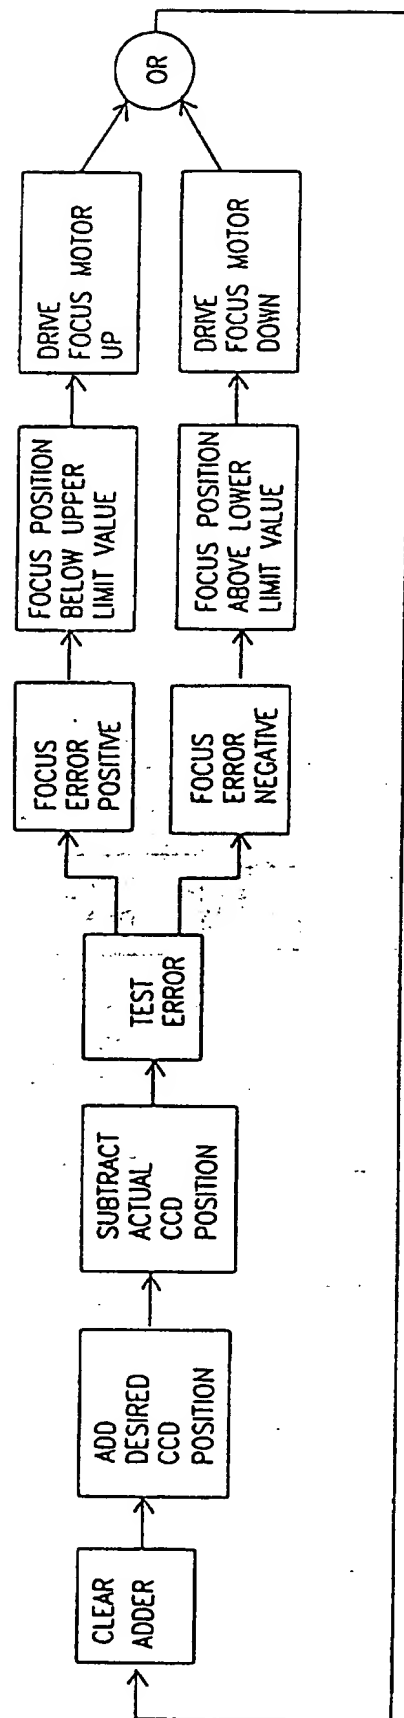 CLEAR
ADDER
ADD
DESIRED
CCD
POSITION
SUBTRACT
ACTUAL
CCD
POSITION
TEST
ERROR
FOCUS
ERROR
POSITIVE
FOCUS POSITION
BELOW UPPER
LIMIT VALUE
DRIVE
FOCUS MOTOR
UP
FOCUS
ERROR
NEGATIVE
FOCUS POSITION
ABOVE LOWER
LIMIT VALUE
DRIVE
FOCUS MOTOR
DOWN
OR